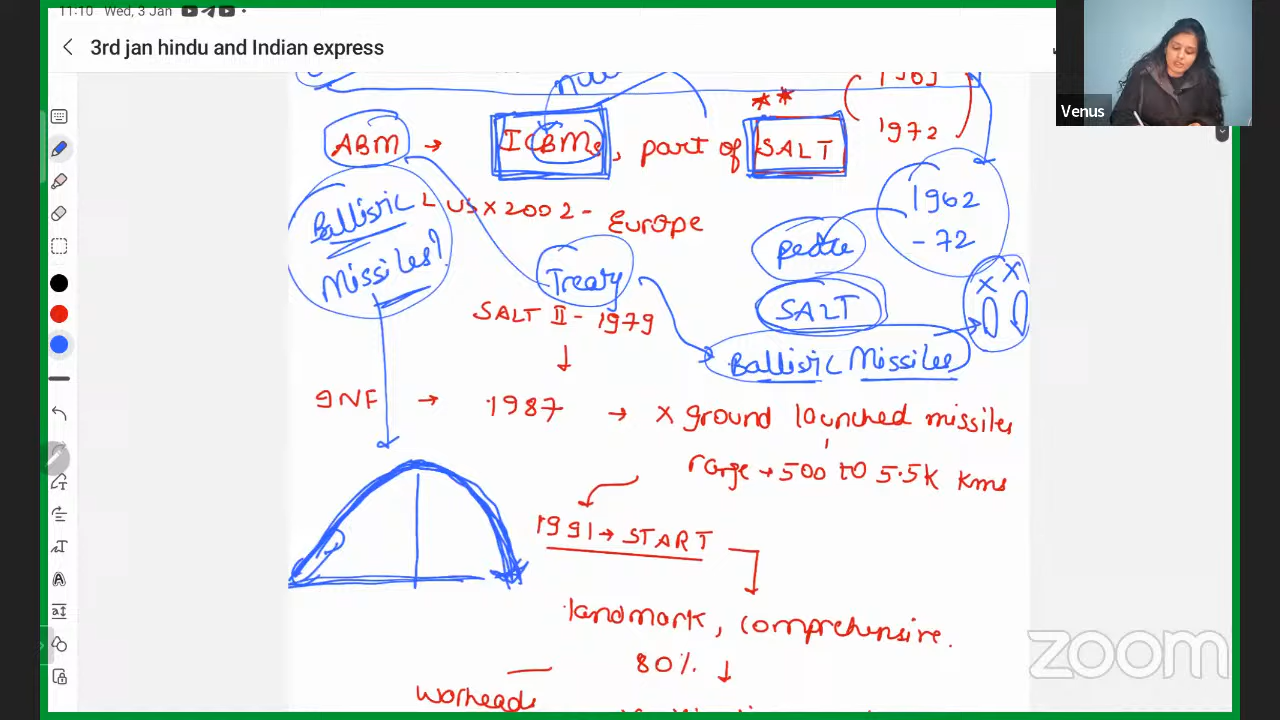 11:10 Wed, 3 Jan
3rd jan hindu and Indian express
Venus
1963
1972
ABM → ICBMs, part of SALT
** 
Ballistic Missiles?
L US X 2002 - Europe
1962
- 72
peace
SALT
Treaty
Ballistic Missiles
X X
SALT II - 1979
INF → 1987 → X ground launched missiles
range → 500 to 5.5K kms
1991 → START
landmark, comprehensive.
80%
warheads
zoom